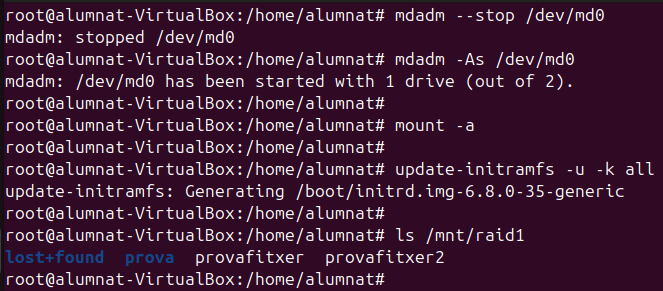 root@alumnat-VirtualBox:/home/alumnat# mdadm --stop /dev/md0
mdadm: stopped /dev/md0
root@alumnat-VirtualBox:/home/alumnat# mdadm -As /dev/md0
mdadm: /dev/md0 has been started with 1 drive (out of 2).
root@alumnat-VirtualBox:/home/alumnat#
root@alumnat-VirtualBox:/home/alumnat# mount -a
root@alumnat-VirtualBox:/home/alumnat#
root@alumnat-VirtualBox:/home/alumnat# update-initramfs -u -k all
update-initramfs: Generating /boot/initrd.img-6.8.0-35-generic
root@alumnat-VirtualBox:/home/alumnat#
root@alumnat-VirtualBox:/home/alumnat# ls /mnt/raid1
lost+found  prova  provafitxer  provafitxer2
root@alumnat-VirtualBox:/home/alumnat#